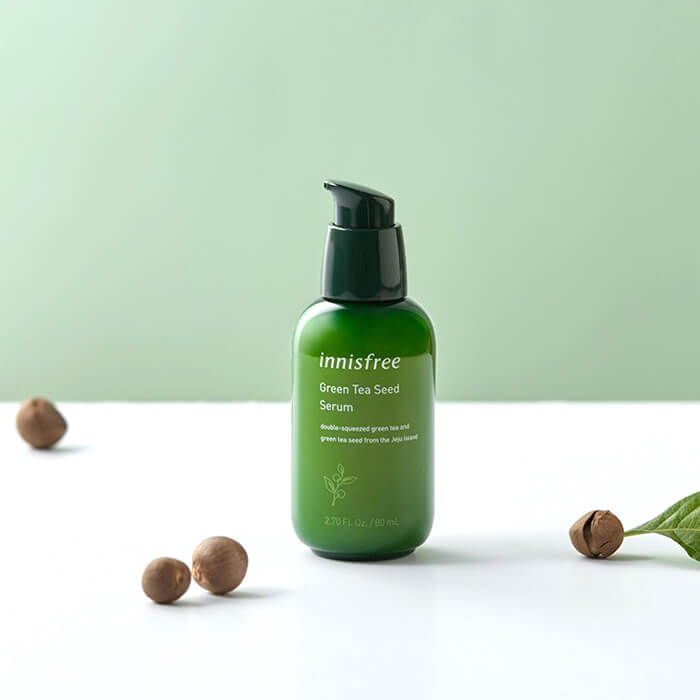 innisfree
Green Tea Seed
Serum
double-squeezed green tea and
green tea seed from the Jeju Island
2.70 FL. Oz. / 80 mL